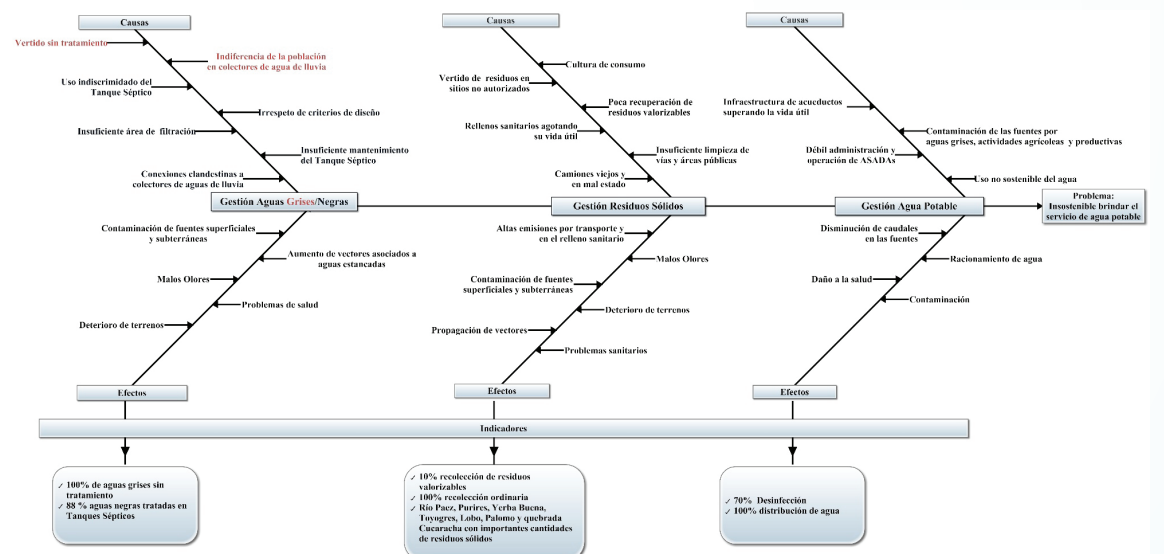 Causas
Vertido sin tratamiento
Indiferencia de la población
en colectores de agua de lluvia
Uso indiscrimidado del
Tanque Séptico
Irrespeto de criterios de diseño
Insuficiente área de filtración
Insuficiente mantenimiento
del Tanque Séptico
Conexiones clandestinas a
colectores de aguas de lluvia
Gestión Aguas Grises/Negras
Contaminación de fuentes superficiales
y subterráneas
Aumento de vectores asociados a
aguas estancadas
Malos Olores
Problemas de salud
Deterioro de terrenos
Efectos
Causas
Cultura de consumo
Vertido de residuos en
sitios no autorizados
Poca recuperación de
residuos valorizables
Rellenos sanitarios agotando
su vida útil
Insuficiente limpieza de
vías y áreas públicas
Camiones viejos y
en mal estado
Gestión Residuos Sólidos
Altas emisiones por transporte y
en el relleno sanitario
Malos Olores
Contaminación de fuentes
superficiales y subterráneas
Deterioro de terrenos
Propagación de vectores
Problemas sanitarios
Efectos
Causas
Infraestructura de acueductos
superando la vida útil
Contaminación de las fuentes por
aguas grises, actividades agrícoleas y productivas
Débil administración y
operación de ASADAs
Uso no sostenible del agua
Gestión Agua Potable
Disminución de caudales
en las fuentes
Racionamiento de agua
Daño a la salud
Contaminación
Efectos
Problema:
Insostenible brindar el
servicio de agua potable
Indicadores
✓ 100% de aguas grises sin
tratamiento
✓ 88 % aguas negras tratadas en
Tanques Sépticos
✓ 10% recolección de residuos
valorizables
✓ 100% recolección ordinaria
✓ Río Paez, Purires, Yerba Buena,
Toyogres, Lobo, Palomo y quebrada
Cucaracha con importantes cantidades
de residuos sólidos
✓ 70% Desinfección
✓ 100% distribución de agua